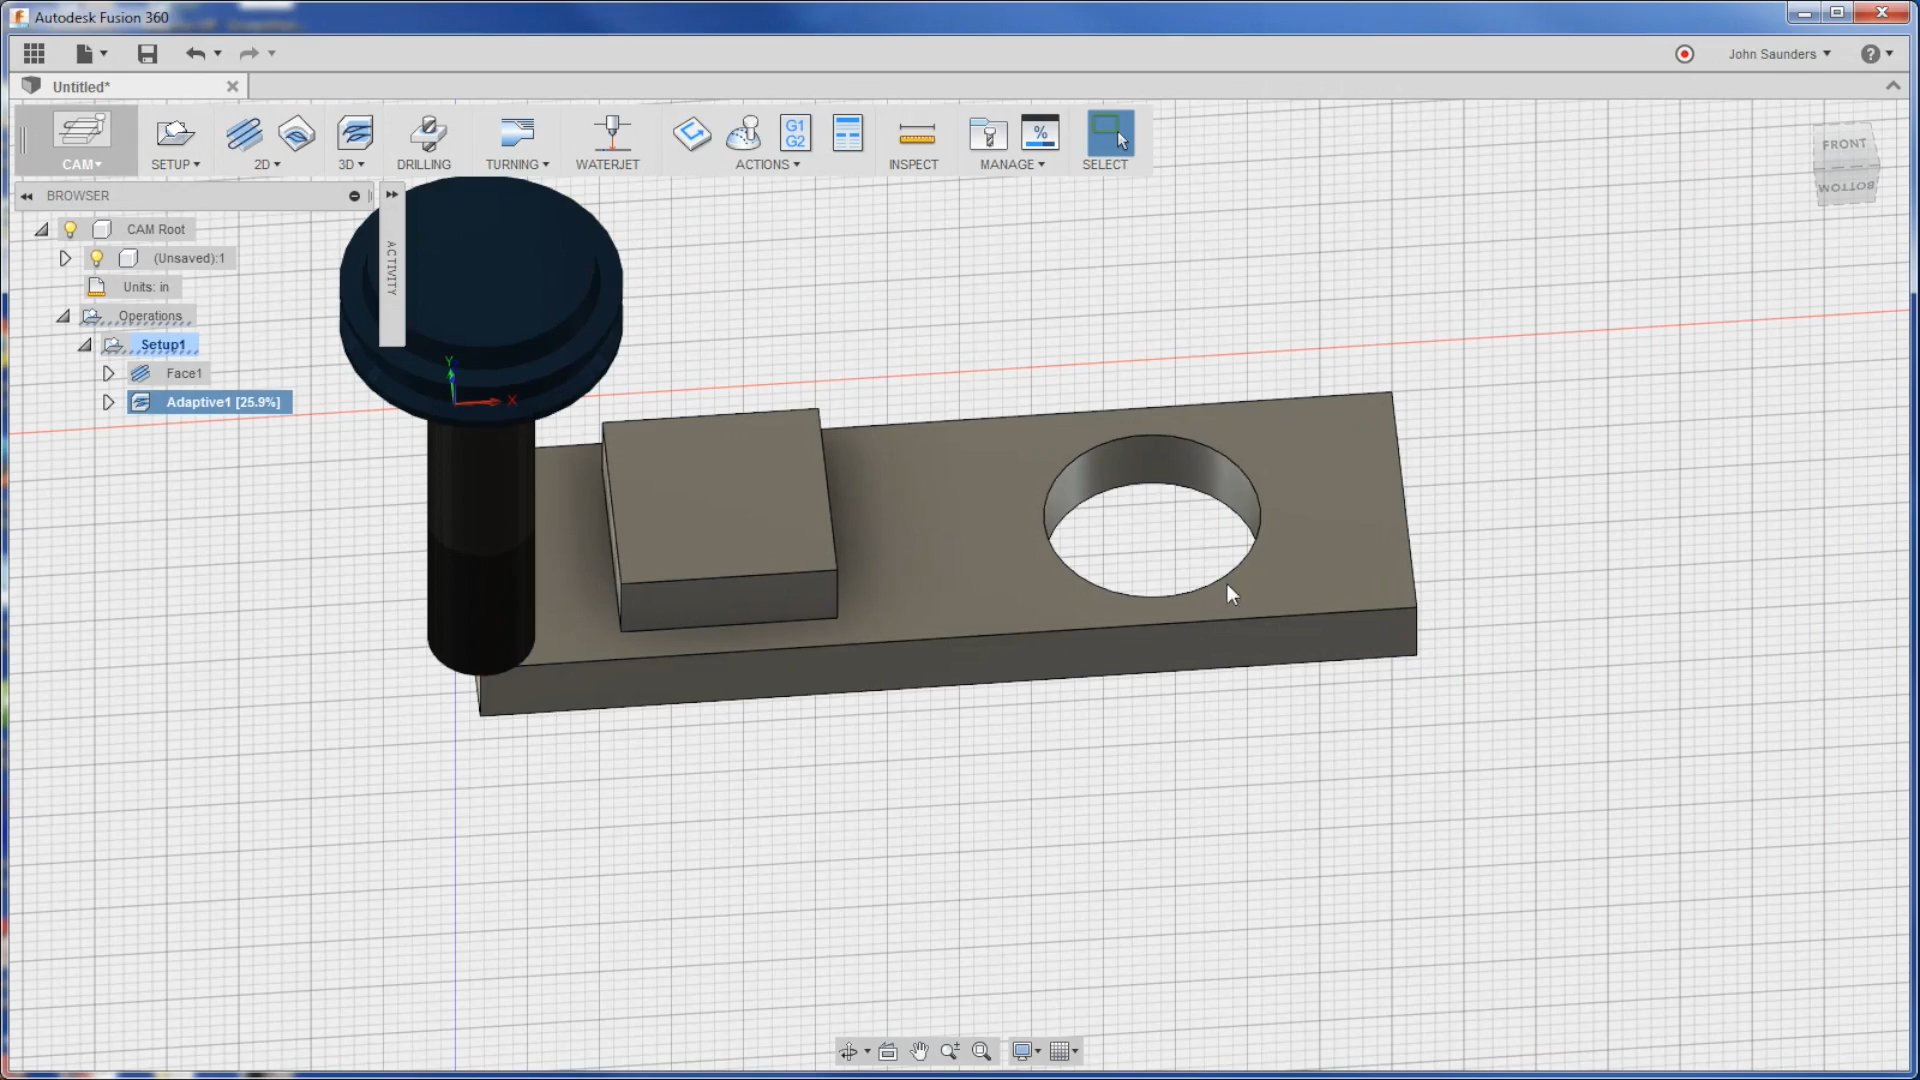 Autodesk Fusion 360
John Saunders
Untitled*
CAM
SETUP
2D
3D
DRILLING
TURNING
WATERJET
G1
G2
ACTIONS
INSPECT
%
MANAGE
SELECT
BROWSER
ACTIVITY
CAM Root
(Unsaved):1
Units: in
Operations
Setup1
Face1
Adaptive1 [25.9%]
Y
X
FRONT
BOTTOM